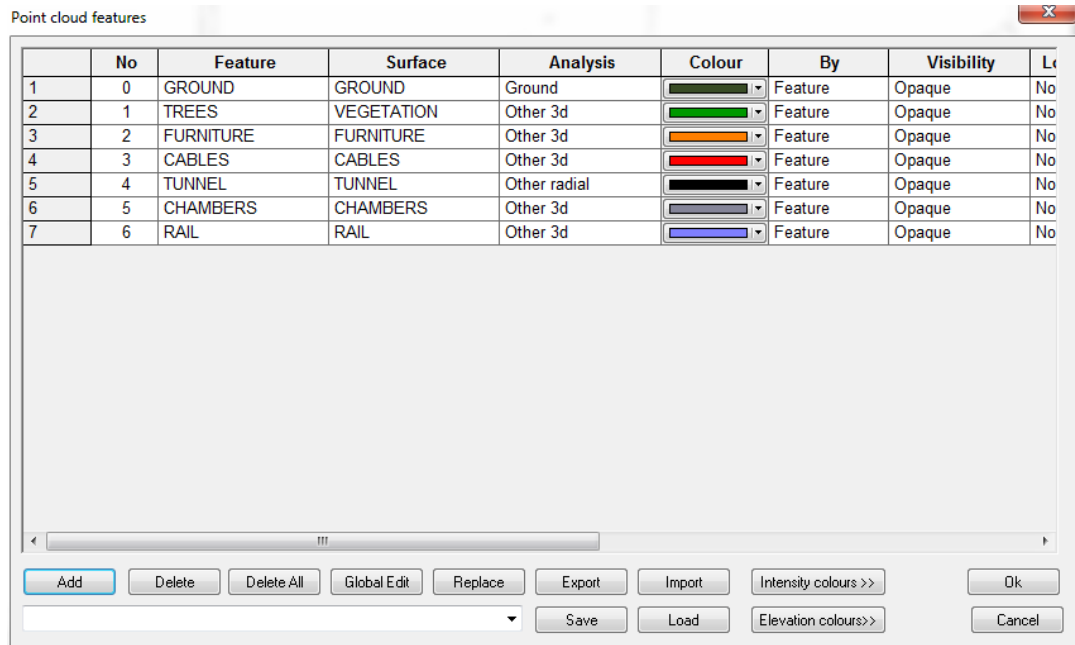 Point cloud features
No Feature Surface Analysis Colour By Visibility
1 0 GROUND GROUND Ground Feature Opaque No
2 1 TREES VEGETATION Other 3d Feature Opaque No
3 2 FURNITURE FURNITURE Other 3d Feature Opaque No
4 3 CABLES CABLES Other 3d Feature Opaque No
5 4 TUNNEL TUNNEL Other radial Feature Opaque No
6 5 CHAMBERS CHAMBERS Other 3d Feature Opaque No
7 6 RAIL RAIL Other 3d Feature Opaque No
Add Delete Delete All Global Edit Replace Export Import Intensity colours >> Ok
Save Load Elevation colours>> Cancel